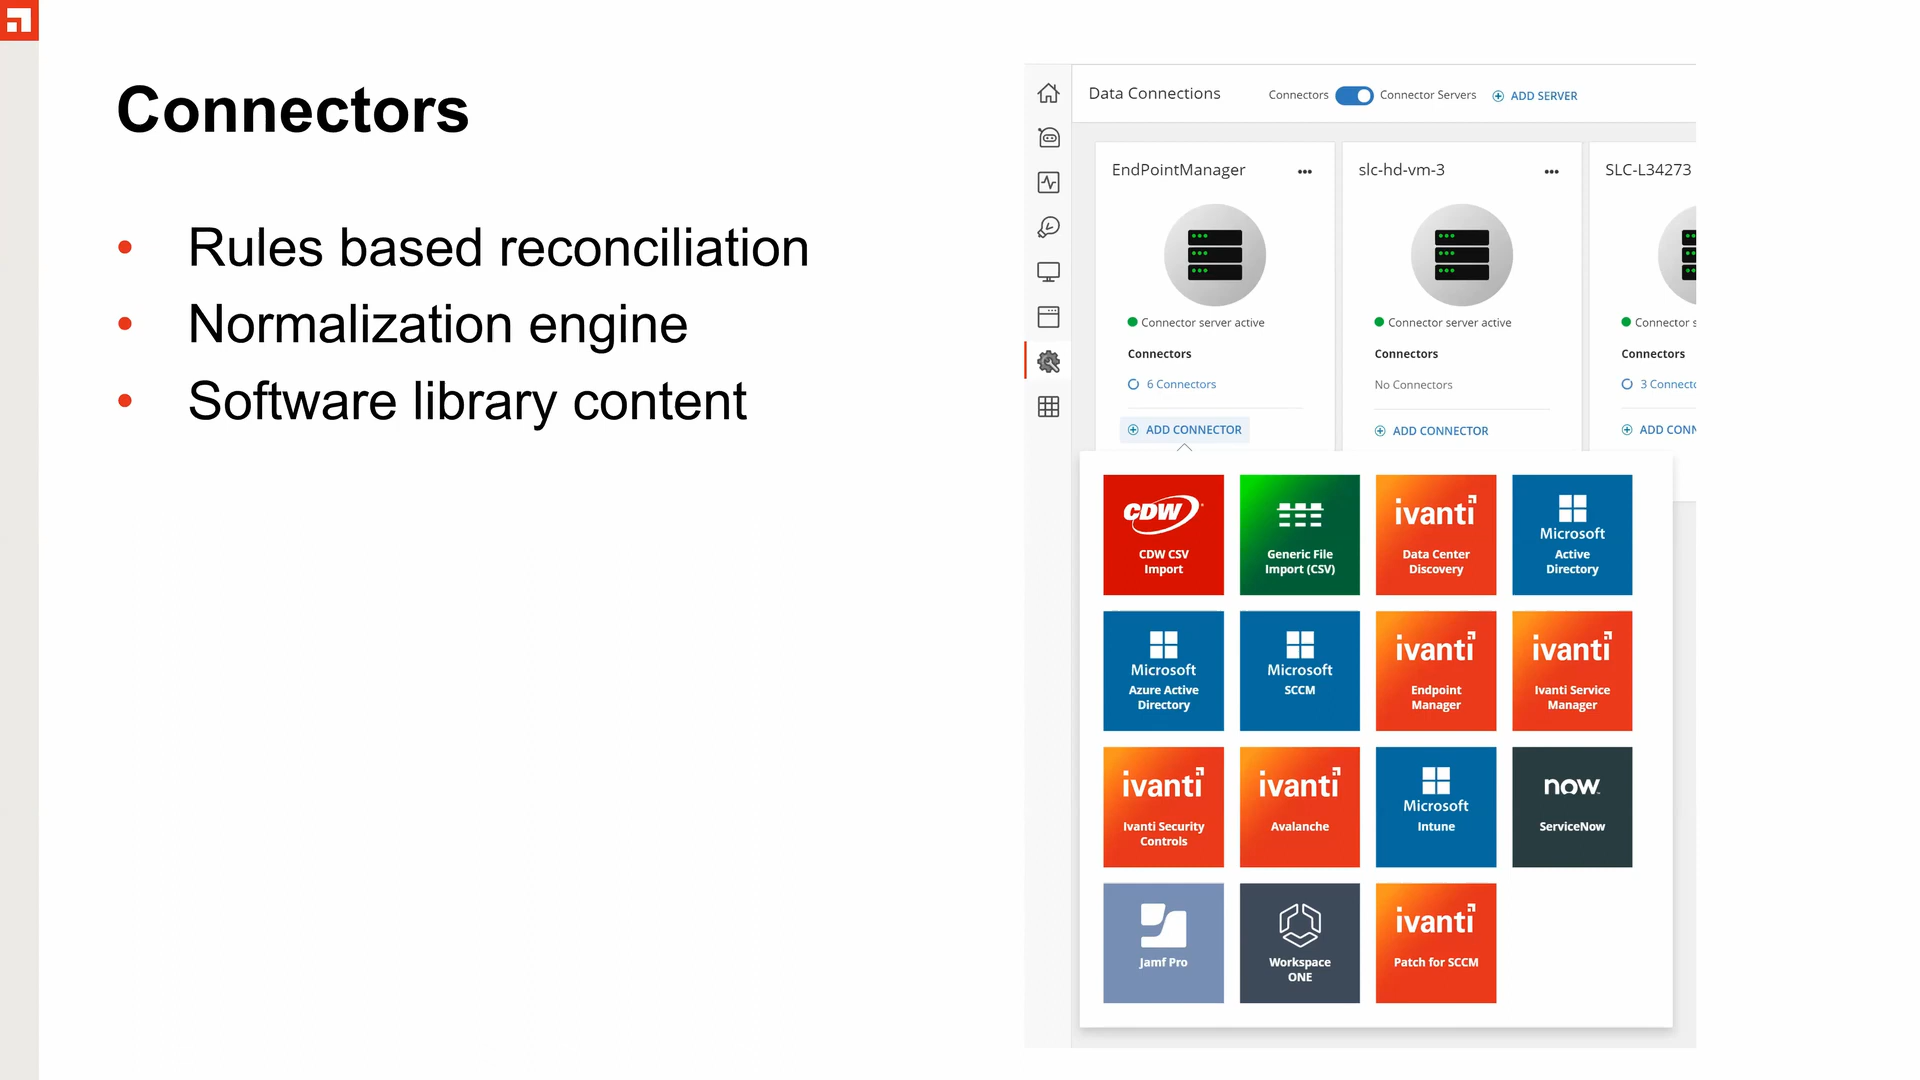 Connectors
• Rules based reconciliation
• Normalization engine
• Software library content
Data Connections
Connectors
Connector Servers
ADD SERVER
EndPointManager
slc-hd-vm-3
SLC-L34273
Connector server active
Connector server active
Connector s
Connectors
Connectors
Connectors
6 Connectors
No Connectors
3 Connect
ADD CONNECTOR
ADD CONNECTOR
ADD CONN
CDW
CDW CSV
Import
Generic File
Import (CSV)
ivanti
Data Center
Discovery
Microsoft
Active
Directory
Microsoft
Azure Active
Directory
Microsoft
SCCM
ivanti
Endpoint
Manager
ivanti
Ivanti Service
Manager
ivanti
Ivanti Security
Controls
ivanti
Avalanche
Microsoft
Intune
now
ServiceNow
Jamf Pro
Workspace
ONE
ivanti
Patch for SCCM